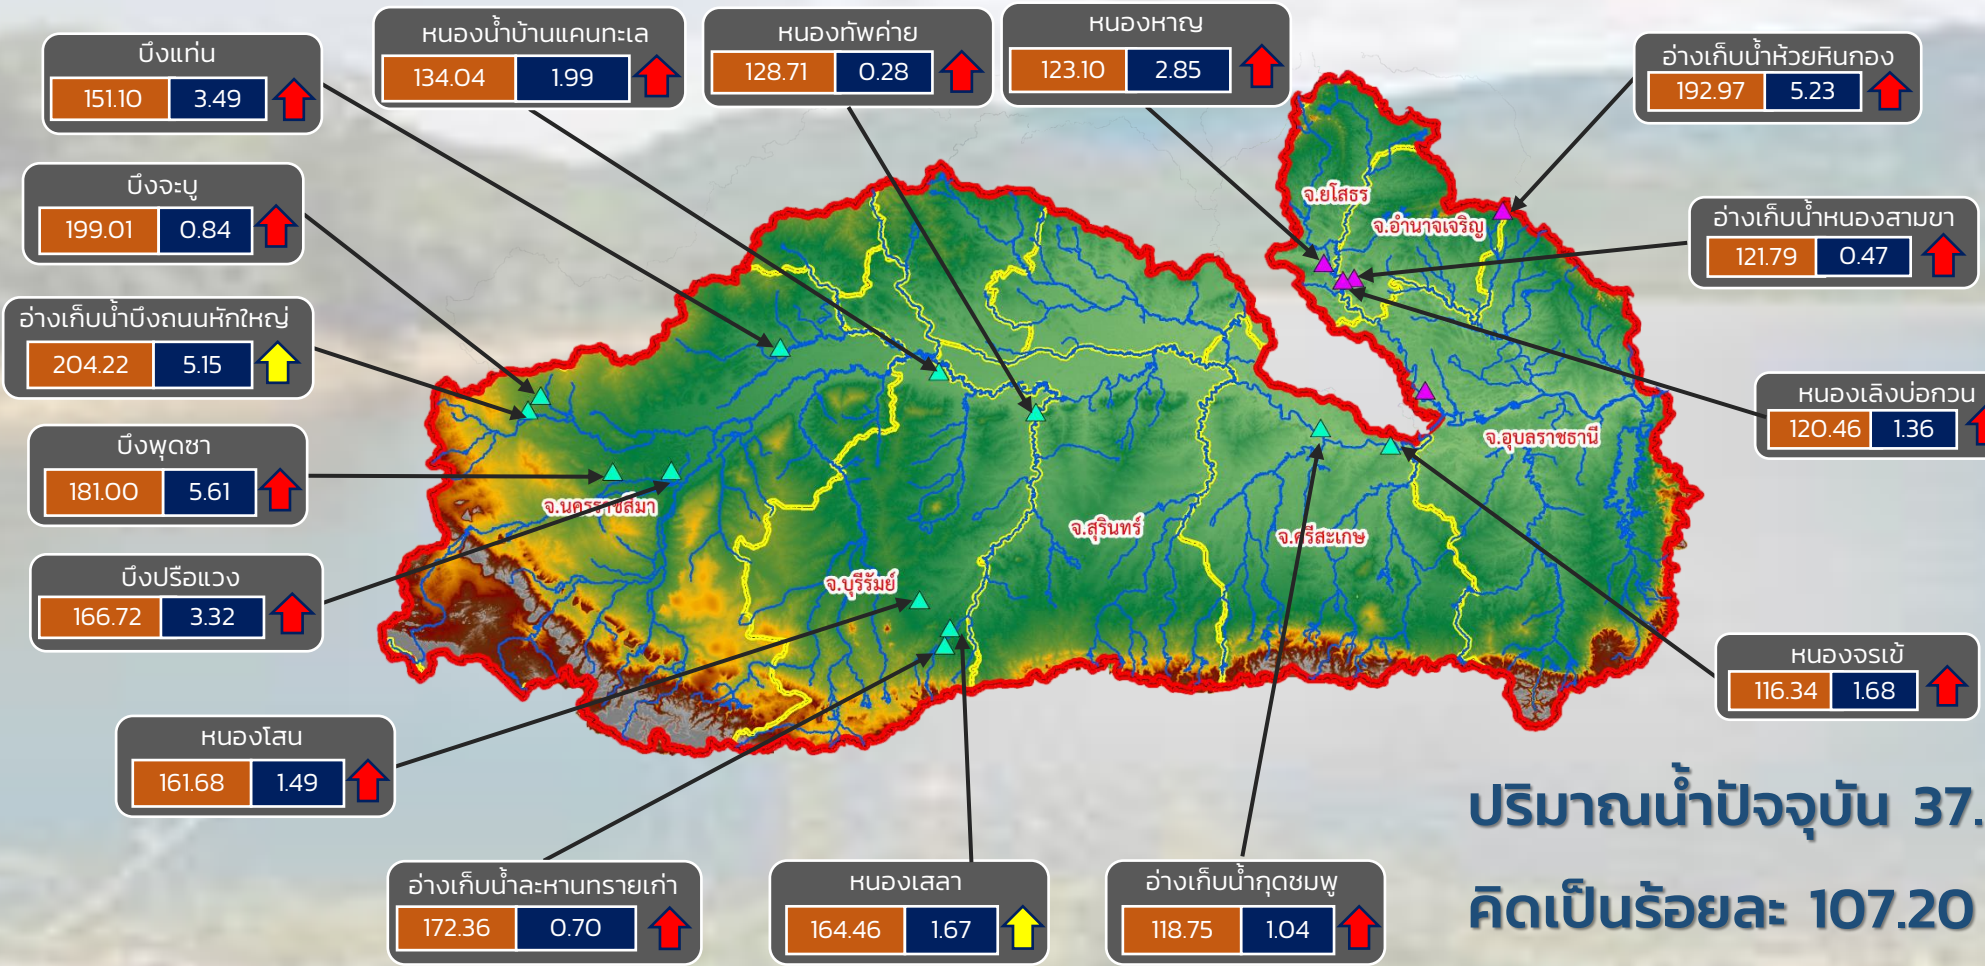 บึงแท่น
151.10 3.49
หนองน้ำบ้านแคนทะเล
134.04 1.99
หนองทัพค่าย
128.71 0.28
หนองหาญ
123.10 2.85
อ่างเก็บน้ำห้วยหินกอง
192.97 5.23
บึงจะบู
199.01 0.84
จ.ยโสธร
จ.อำนาจเจริญ
อ่างเก็บน้ำหนองสามขา
121.79 0.47
อ่างเก็บน้ำบึงถนนหักใหญ่
204.22 5.15
หนองเลิงบ่อกวน
120.46 1.36
บึงพุดซา
181.00 5.61
จ.อุบลราชธานี
จ.นครราชสีมา
จ.สุรินทร์
จ.ศรีสะเกษ
บึงปรือแวง
166.72 3.32
จ.บุรีรัมย์
หนองจรเข้
116.34 1.68
หนองโสน
161.68 1.49
ปริมาณน้ำปัจจุบัน 37.
อ่างเก็บน้ำละหานทรายเก่า
172.36 0.70
หนองเสลา
164.46 1.67
อ่างเก็บน้ำกุดชมพู
118.75 1.04
คิดเป็นร้อยละ 107.20